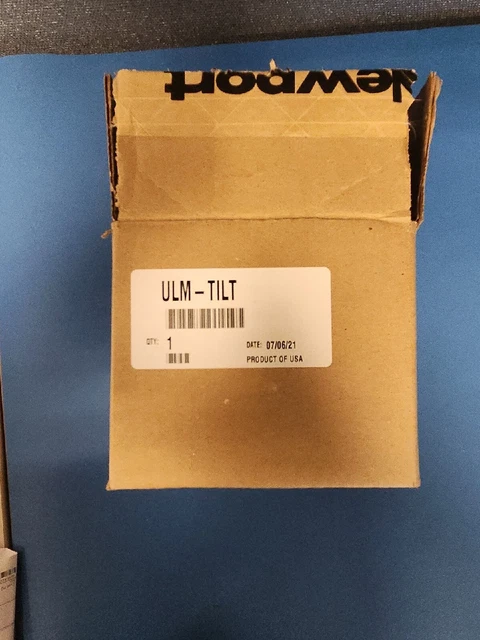 Newport
ULM-TILT
QTY: 1
DATE: 07/06/21
PRODUCT OF USA